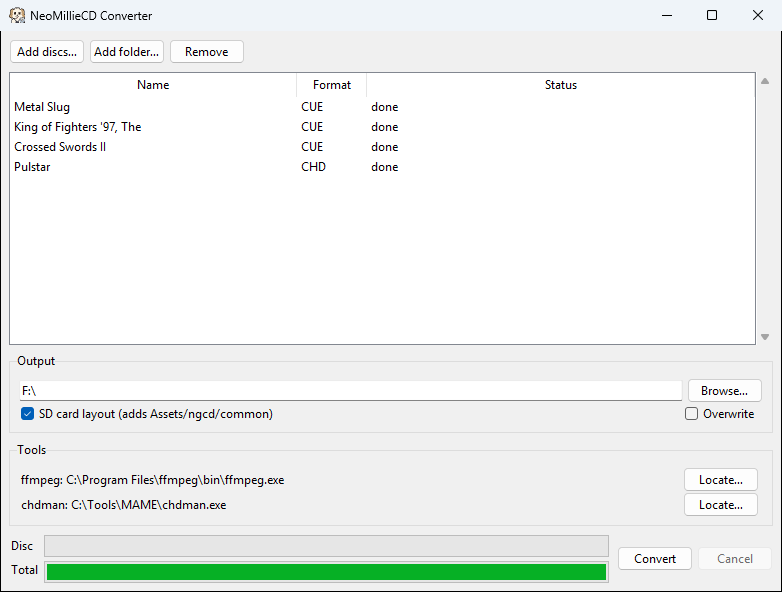 NeoMillieCD Converter
Add discs... Add folder... Remove
Name Format Status
Metal Slug CUE done
King of Fighters '97, The CUE done
Crossed Swords II CUE done
Pulstar CHD done
Output
F:\ Browse...
SD card layout (adds Assets/ngcd/common) Overwrite
Tools
ffmpeg: C:\Program Files\ffmpeg\bin\ffmpeg.exe Locate...
chdman: C:\Tools\MAME\chdman.exe Locate...
Disc
Total Convert Cancel